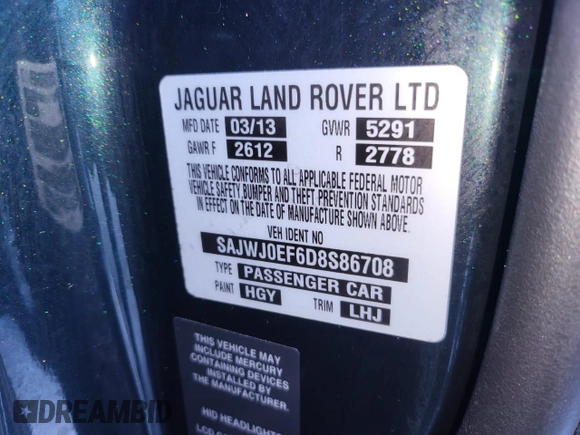 JAGUAR LAND ROVER LTD
MFD DATE 03/13 GVWR 5291
GAWR F 2612 R 2778
THIS VEHICLE CONFORMS TO ALL APPLICABLE FEDERAL MOTOR
VEHICLE SAFETY BUMPER AND THEFT PREVENTION STANDARDS
IN EFFECT ON THE DATE OF MANUFACTURE SHOWN ABOVE.
VEH IDENT NO
SAJWJ0EF6D8S86708
TYPE PASSENGER CAR
PAINT HGY TRIM LHJ
THIS VEHICLE MAY
INCLUDE MERCURY
CONTAINING DEVICES
INSTALLED BY
THE MANUFACTURER
HID HEADLIGHTS
LCD
DREAMBID